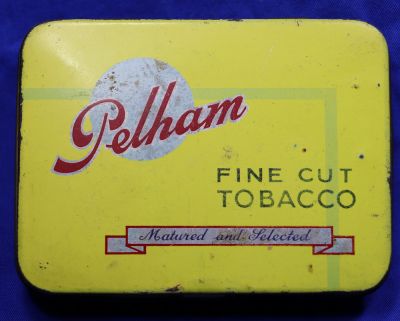 Pelham
FINE CUT
TOBACCO
Matured and Selected